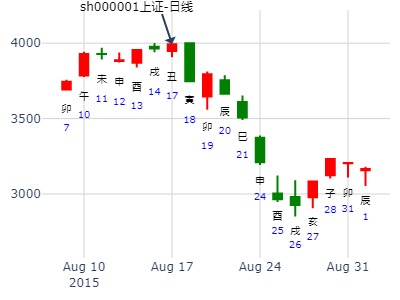 sh000001上证-日线
4000
3500
3000
卯
7
午
10
未
11
申
12
酉
13
戌
14
丑
17
寅
18
卯
19
辰
20
巳
21
申
24
酉
25
戌
26
亥
27
子
28
卯
31
辰
1
Aug 10
2015
Aug 17
Aug 24
Aug 31